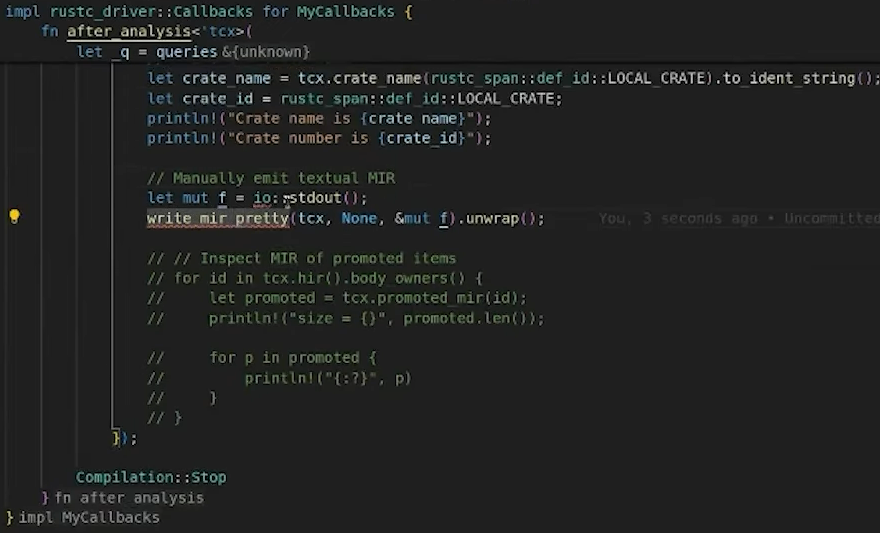 impl rustc_driver::Callbacks for MyCallbacks {
fn after_analysis<'tcx>(
let _q = queries &{unknown}
let crate_name = tcx.crate_name(rustc_span::def_id::LOCAL_CRATE).to_ident_string();
let crate_id = rustc_span::def_id::LOCAL_CRATE;
println!("Crate name is {crate_name}");
println!("Crate number is {crate_id}");
// Manually emit textual MIR
let mut f = io::stdout();
write_mir_pretty(tcx, None, &mut f).unwrap(); You, 3 seconds ago • Uncommitted
// // Inspect MIR of promoted items
// for id in tcx.hir().body_owners() {
//     let promoted = tcx.promoted_mir(id);
//     println!("size = {}", promoted.len());
//     for p in promoted {
//         println!("{:?}", p)
//     }
// }
});
Compilation::Stop
} fn after_analysis
} impl MyCallbacks